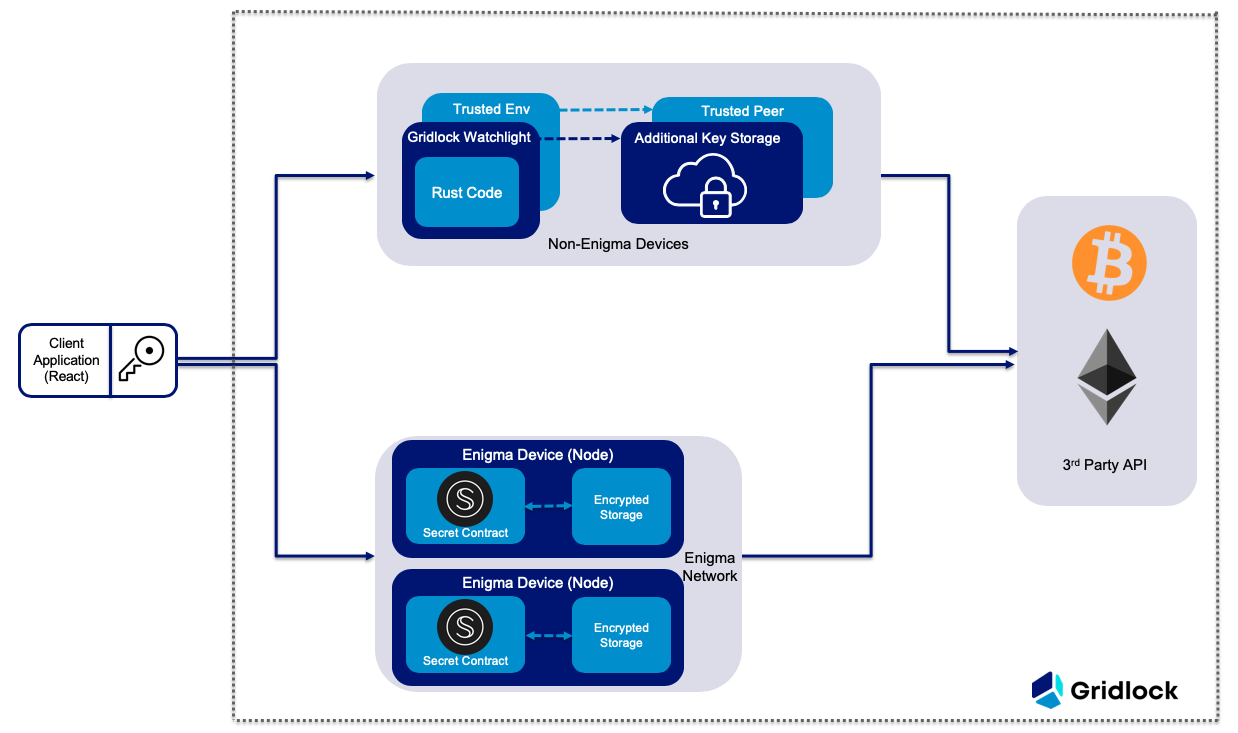 Trusted Env
Trusted Peer
Gridlock Watchlight
Additional Key Storage
Rust Code
Non-Enigma Devices
Client
Application
(React)
3rd Party API
Enigma Device (Node)
Encrypted
Storage
Secret Contract
Enigma
Network
Enigma Device (Node)
Encrypted
Storage
Secret Contract
Gridlock